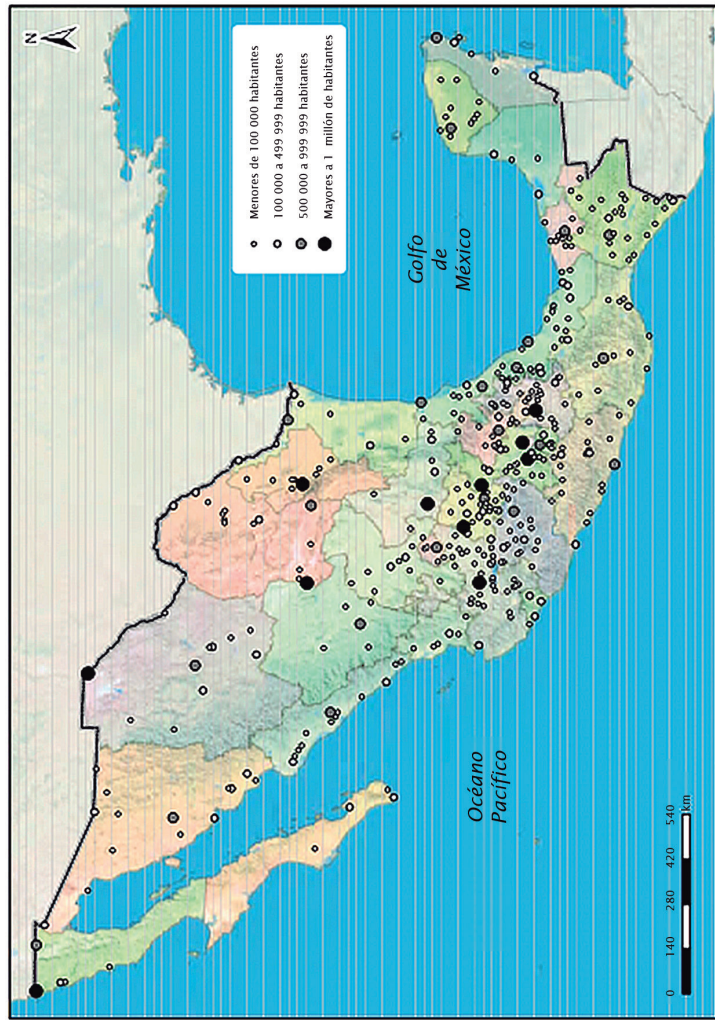 N
Menores de 100 000 habitantes
100 000 a 499 999 habitantes
500 000 a 999 999 habitantes
Mayores a 1 millón de habitantes
Golfo
de
México
Océano
Pacífico
0 140 280 420 540
km